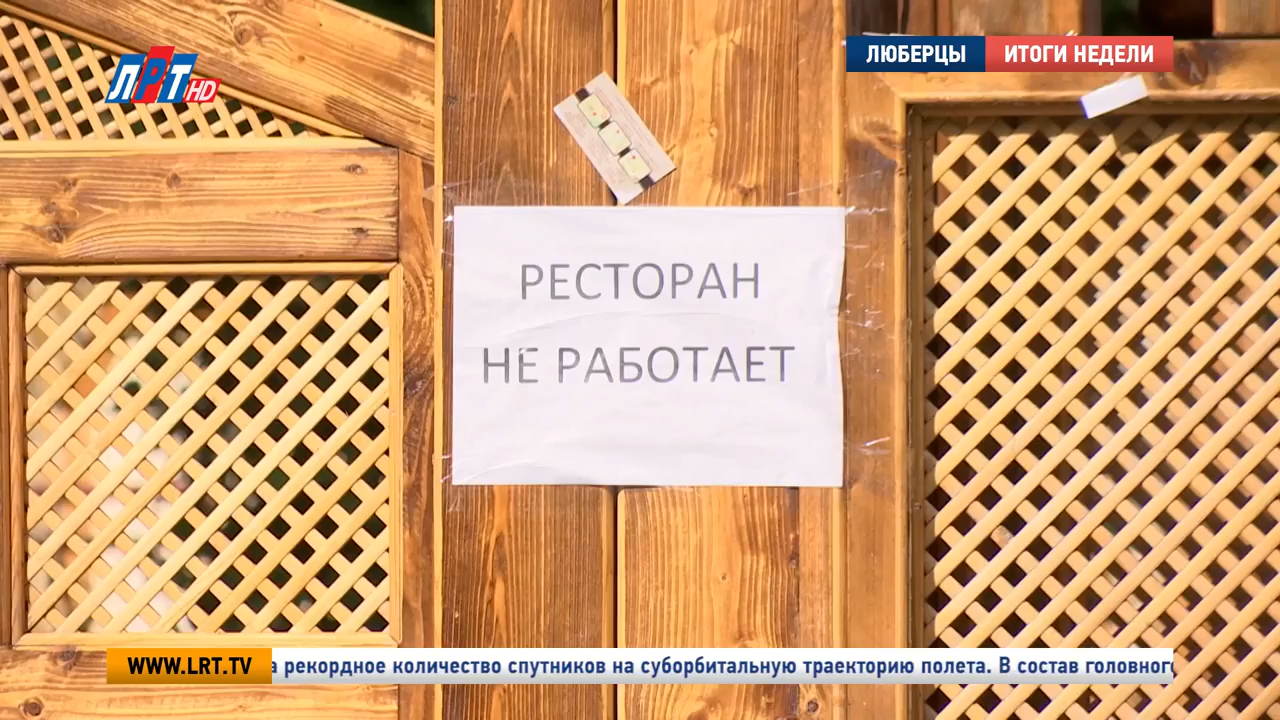 ЛРТ HD
ЛЮБЕРЦЫ ИТОГИ НЕДЕЛИ
РЕСТОРАН
НЕ РАБОТАЕТ
WWW.LRT.TV а рекордное количество спутников на суборбитальную траекторию полета. В состав головного